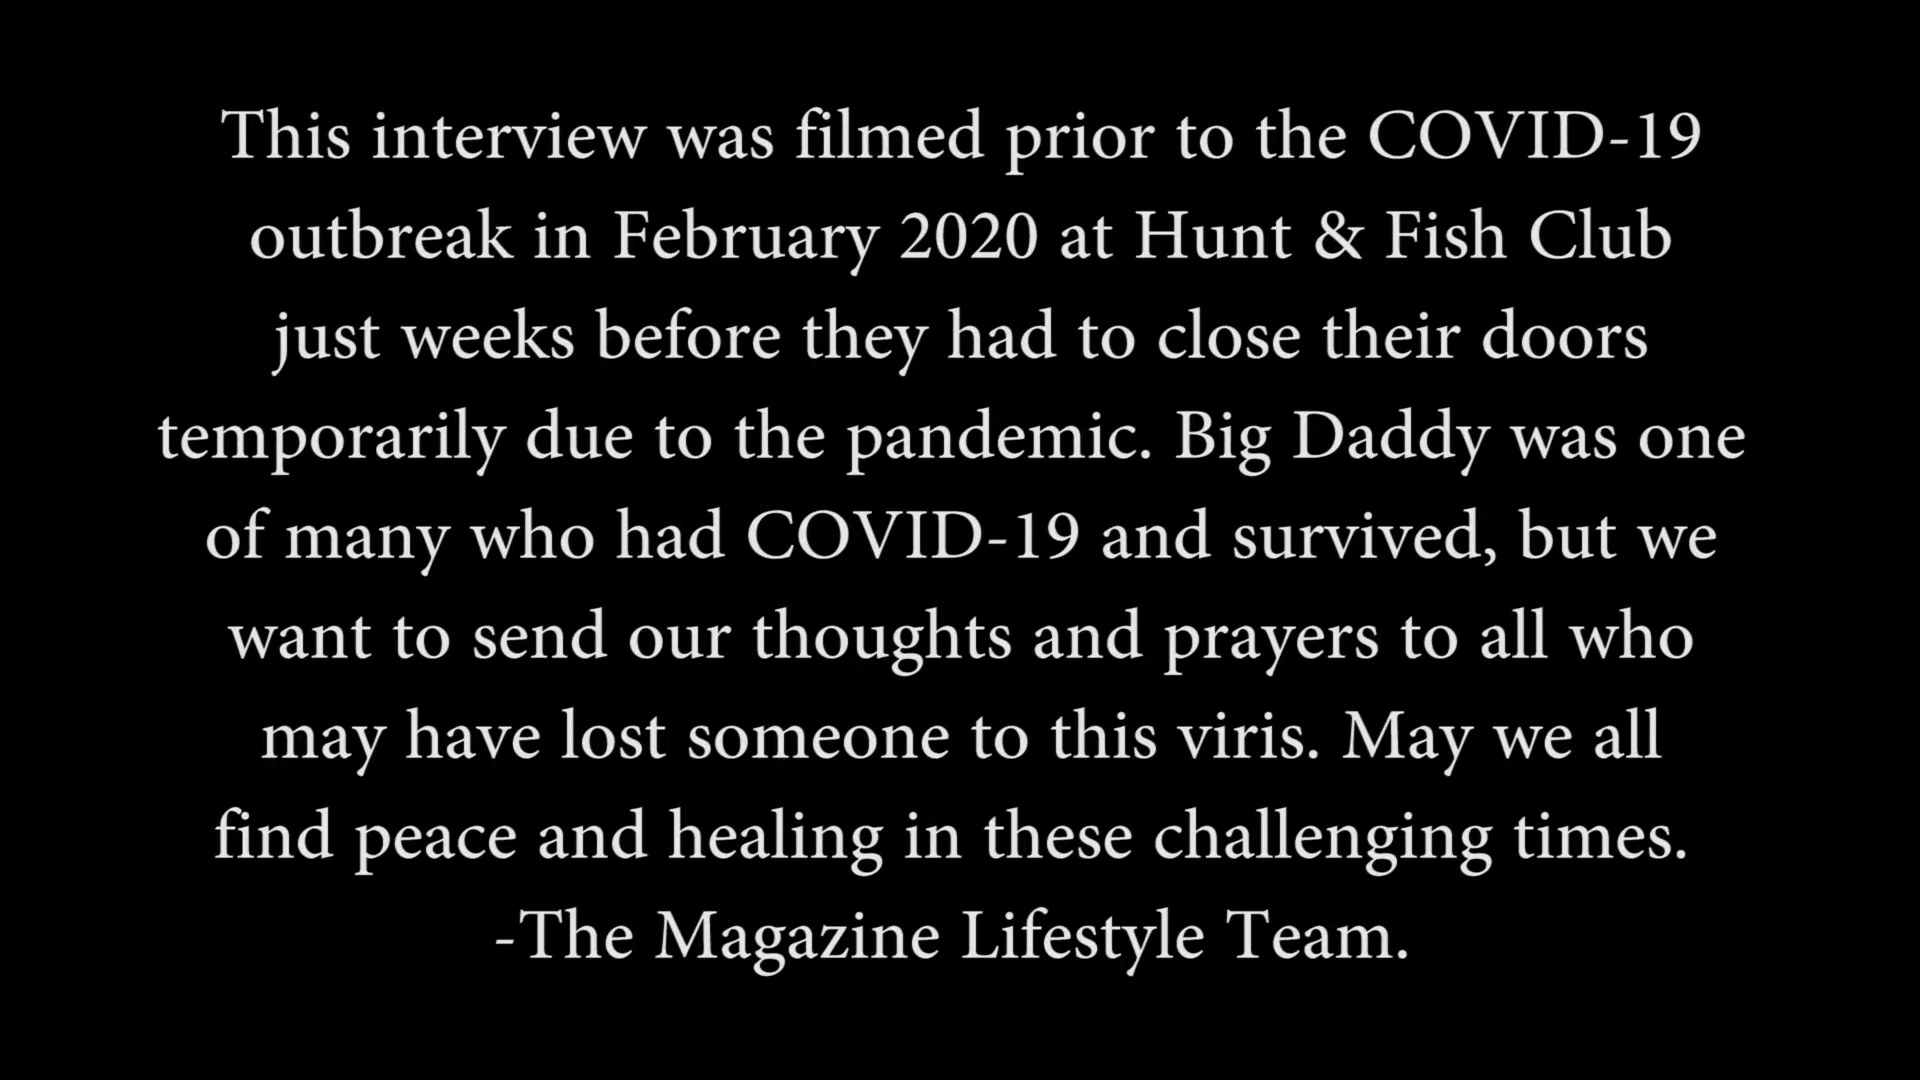 This interview was filmed prior to the COVID-19
outbreak in February 2020 at Hunt & Fish Club
just weeks before they had to close their doors
temporarily due to the pandemic. Big Daddy was one
of many who had COVID-19 and survived, but we
want to send our thoughts and prayers to all who
may have lost someone to this viris. May we all
find peace and healing in these challenging times.
-The Magazine Lifestyle Team.